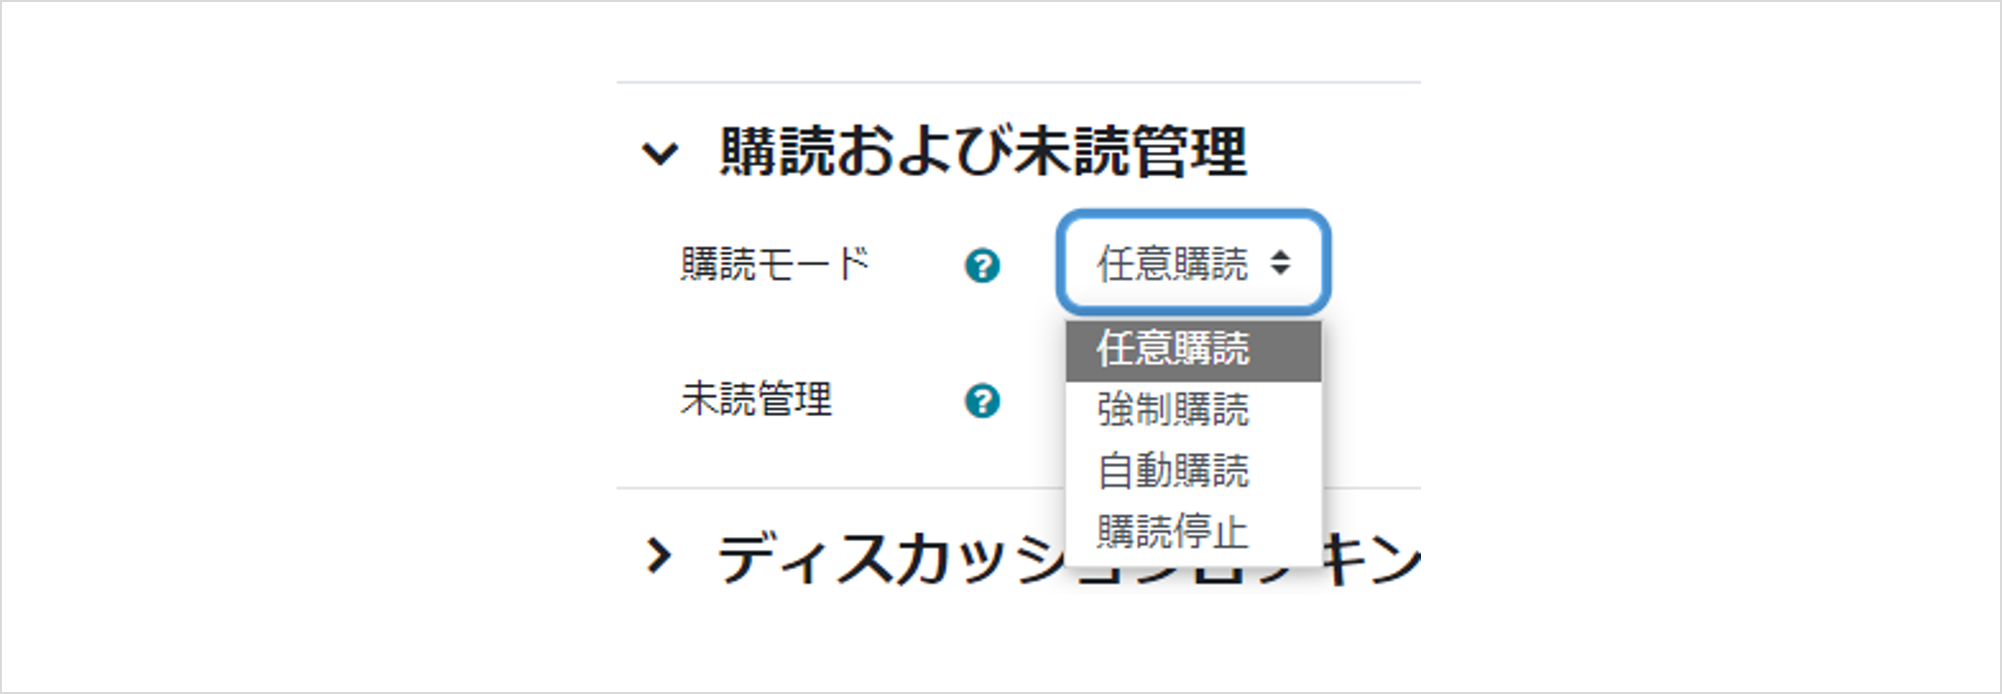 購読および未読管理
購読モード
任意購読
任意購読
強制購読
自動購読
購読停止
未読管理
ディスカッション
キン